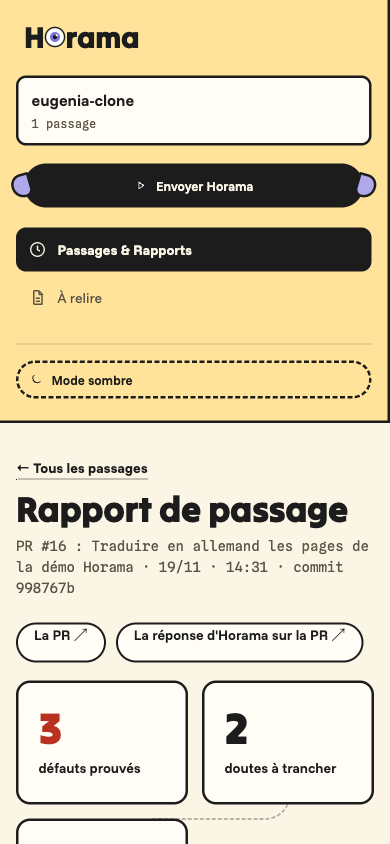 Horama
eugenia-clone
1 passage
Envoyer Horama
Passages & Rapports
À relire
Mode sombre
← Tous les passages
Rapport de passage
PR #16 : Traduire en allemand les pages de
la démo Horama · 19/11 · 14:31 · commit
998767b
La PR ↗
La réponse d'Horama sur la PR ↗
3
défauts prouvés
2
doutes à trancher